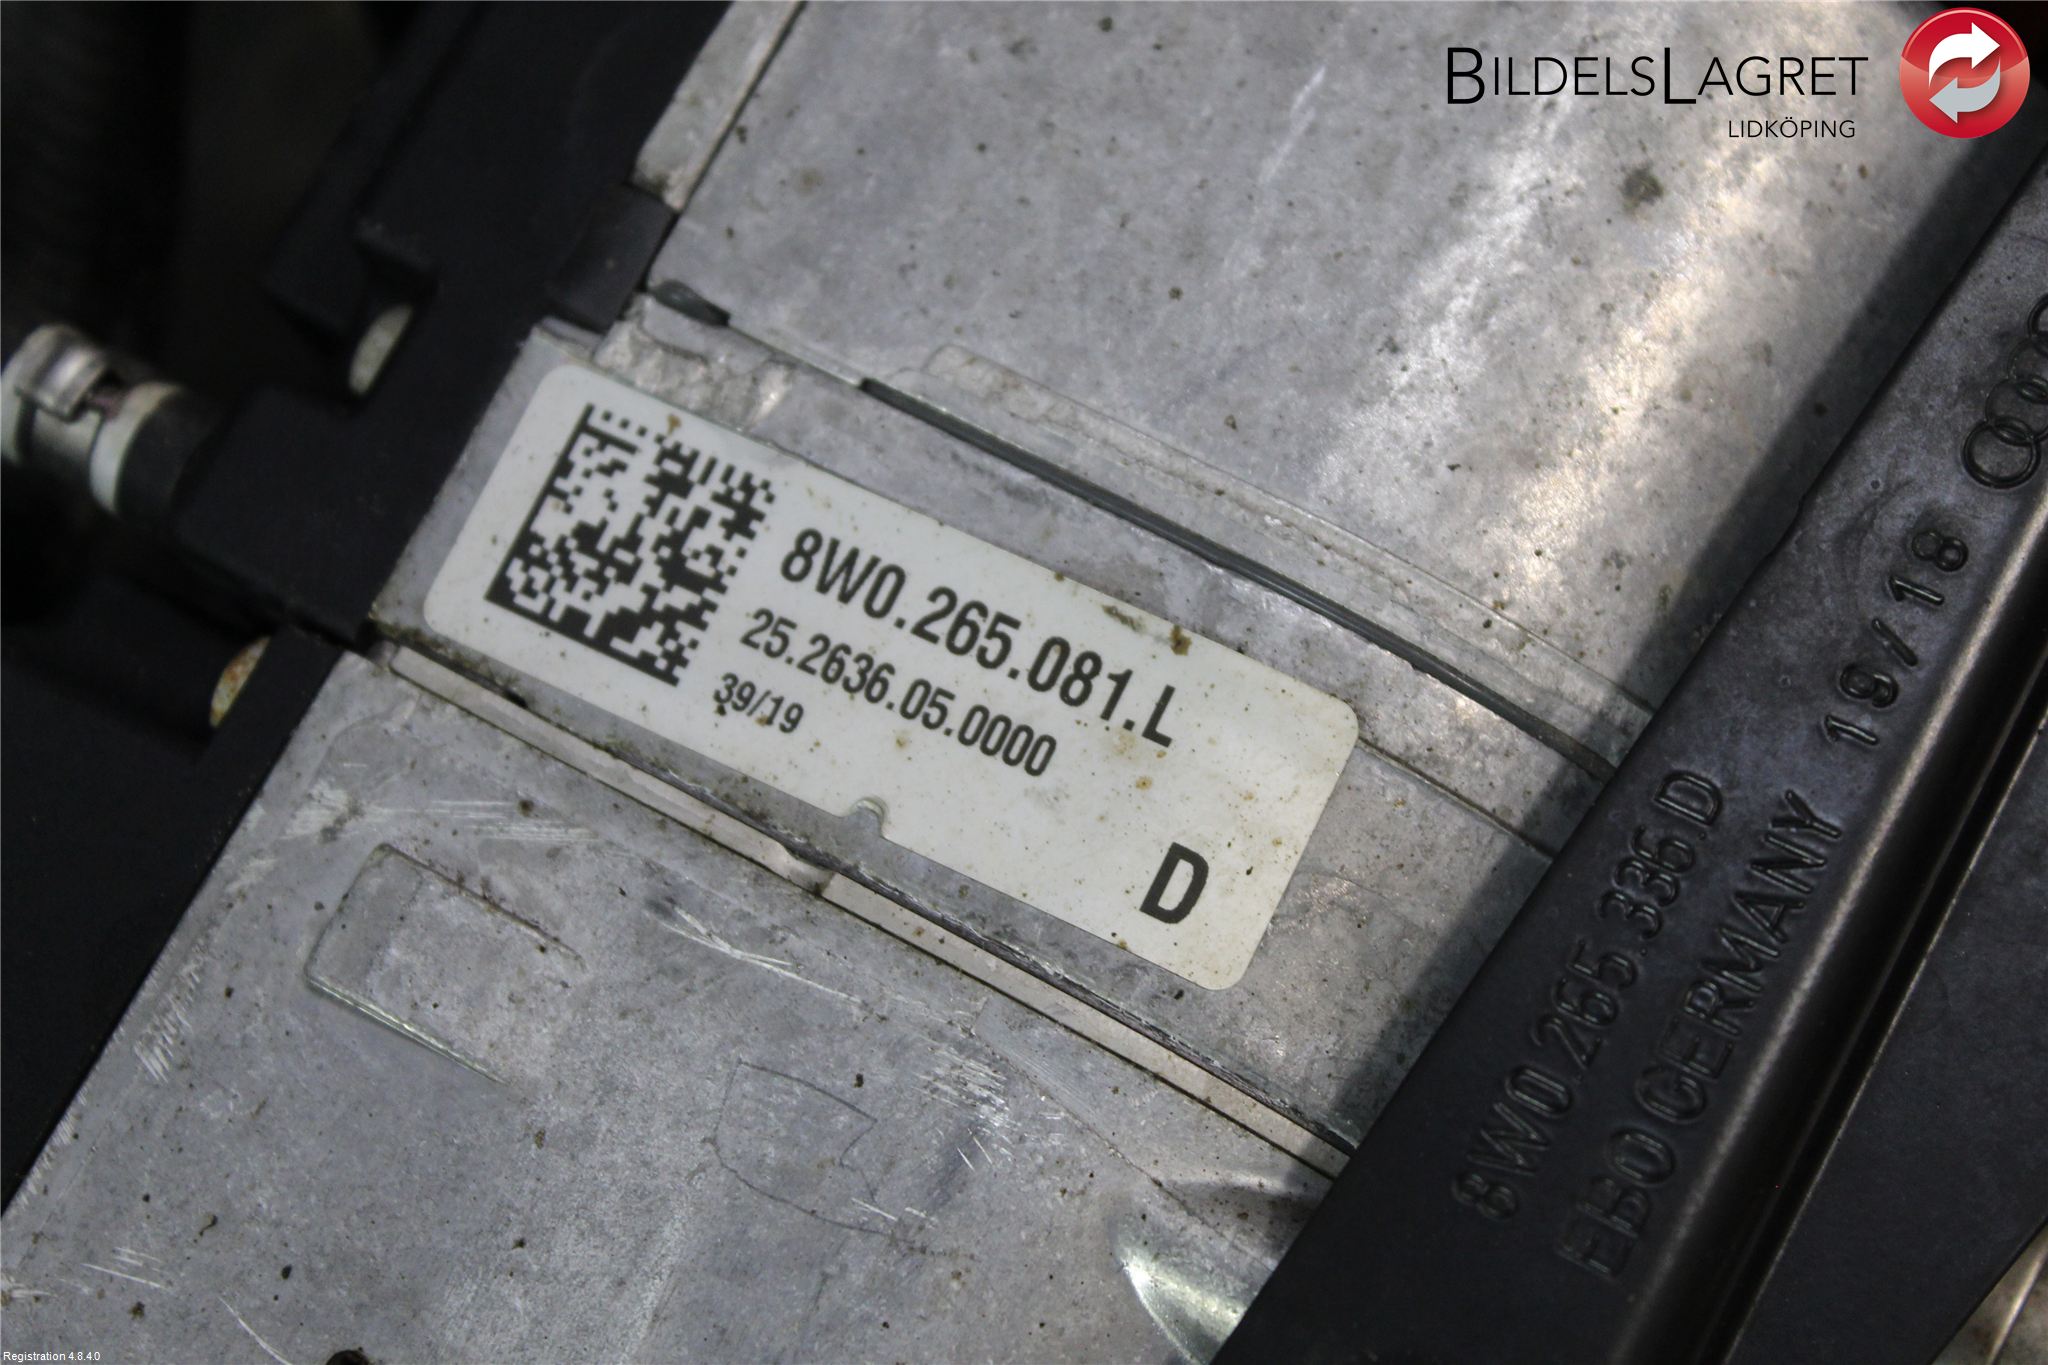 BILDELSLAGRET
LIDKÖPING
8W0.265.081.L
25.2636.05.0000
39/19
D
8W0.265.336.D
EBO GERMANY 19/18
Registration 4.8.4.0